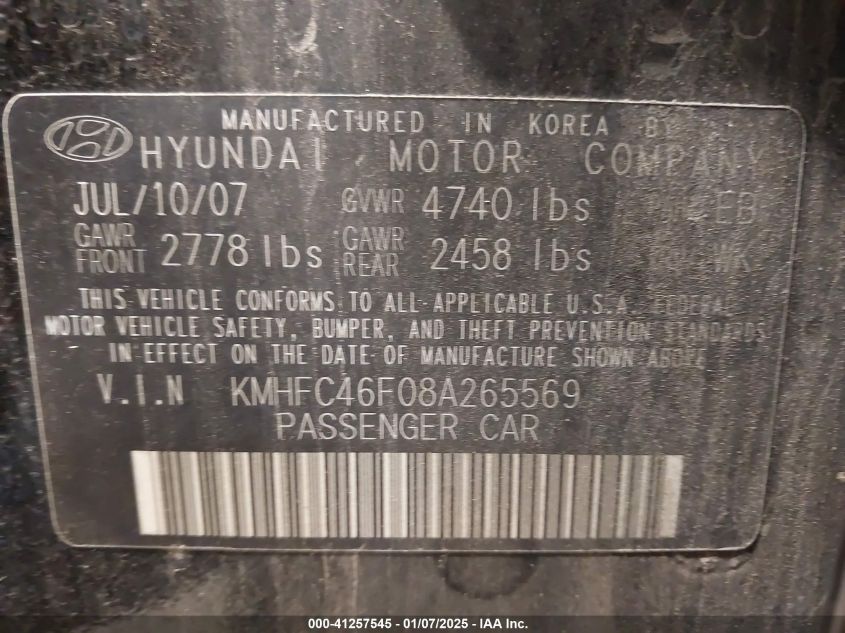 MANUFACTURED IN KOREA BY
HYUNDAI MOTOR COMPANY
JUL/10/07 GVWR 4740 lbs EB
GAWR FRONT 2778 lbs GAWR REAR 2458 lbs WK
THIS VEHICLE CONFORMS TO ALL APPLICABLE U.S.A. FEDERAL
MOTOR VEHICLE SAFETY, BUMPER, AND THEFT PREVENTION STANDARDS
IN EFFECT ON THE DATE OF MANUFACTURE SHOWN ABOVE
V.I.N KMHFC46F08A265569
PASSENGER CAR
000-41257545 - 01/07/2025 - IAA Inc.